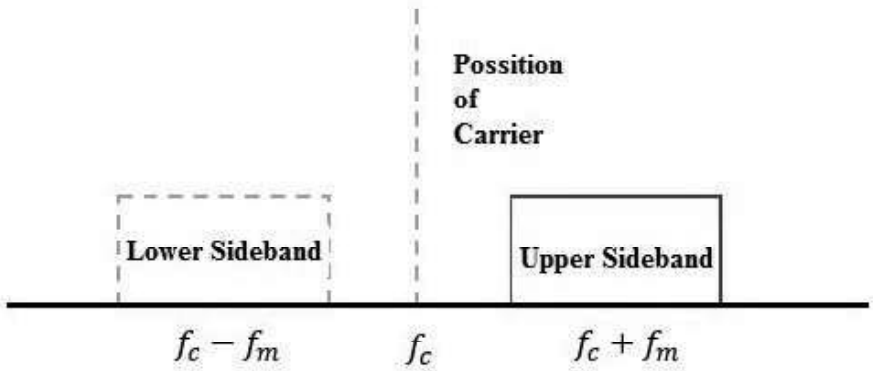 Possition
of
Carrier
Lower Sideband
Upper Sideband
f_c − f_m
f_c
f_c + f_m